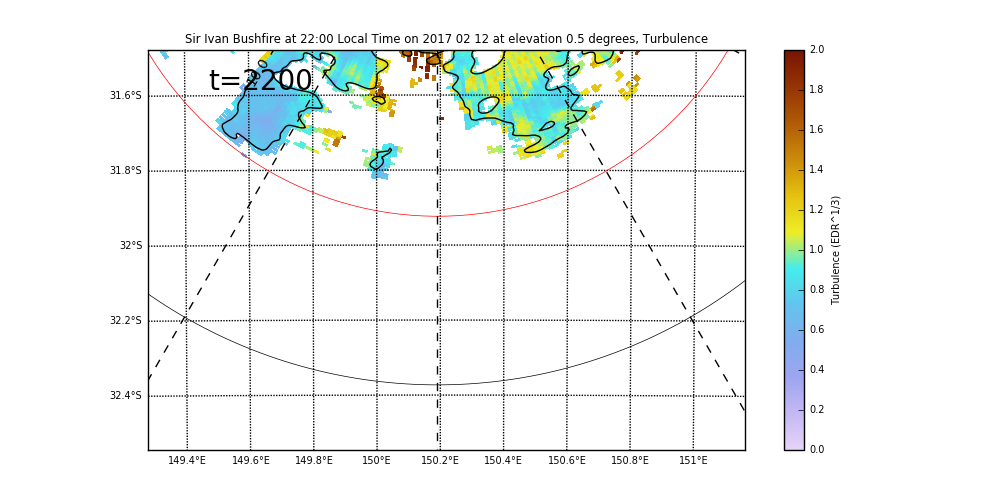 Sir Ivan Bushfire at 22:00 Local Time on 2017 02 12 at elevation 0.5 degrees, Turbulence
t=2200
31.6°S
31.8°S
32°S
32.2°S
32.4°S
149.4°E 149.6°E 149.8°E 150°E 150.2°E 150.4°E 150.6°E 150.8°E 151°E
2.0
1.8
1.6
1.4
1.2
1.0
0.8
0.6
0.4
0.2
0.0
Turbulence (EDR^1/3)